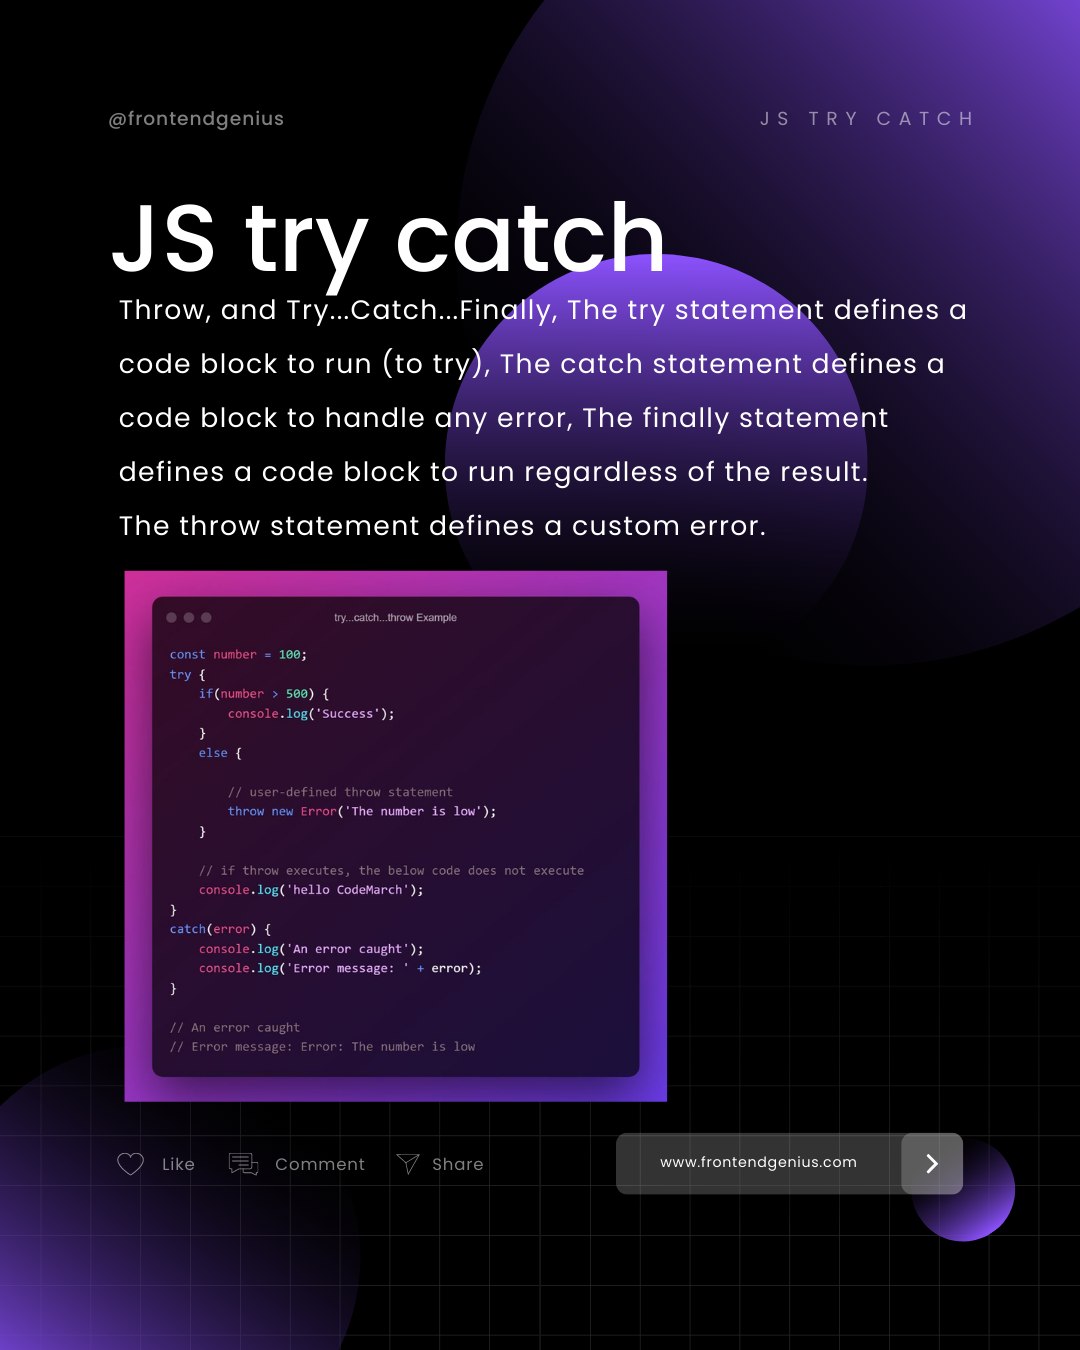 @frontendgenius
JS TRY CATCH
JS try catch
Throw, and Try...Catch...Finally, The try statement defines a
code block to run (to try), The catch statement defines a
code block to handle any error, The finally statement
defines a code block to run regardless of the result.
The throw statement defines a custom error.
try...catch...throw Example
const number = 100;
try {
    if(number > 500) {
        console.log('Success');
    }
    else {
        // user-defined throw statement
        throw new Error('The number is low');
    }
    // if throw executes, the below code does not execute
    console.log('hello CodeMarch');
}
catch(error) {
    console.log('An error caught');
    console.log('Error message: ' + error);
}
// An error caught
// Error message: Error: The number is low
Like
Comment
Share
www.frontendgenius.com